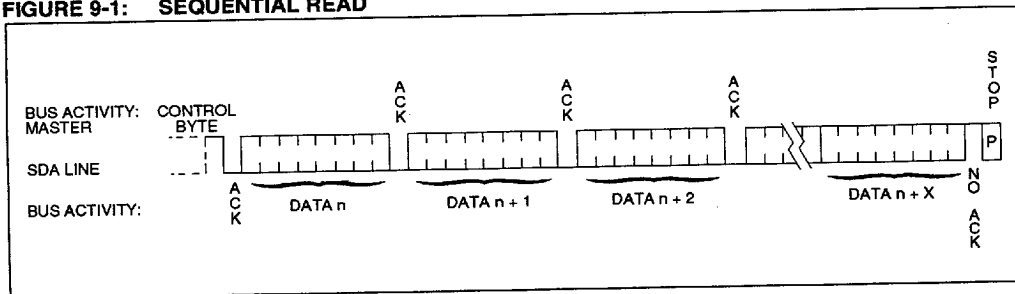 FIGURE 9-1: SEQUENTIAL READ
BUS ACTIVITY: MASTER
CONTROL BYTE
ACK
ACK
ACK
STOP
SDA LINE
P
BUS ACTIVITY:
ACK
DATA n
DATA n + 1
DATA n + 2
DATA n + X
NO ACK